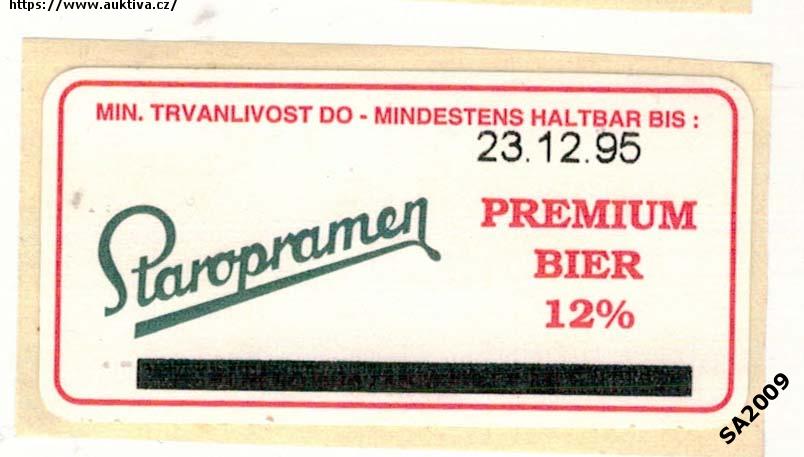 https://www.auktiva.cz/
MIN. TRVANLIVOST DO - MINDESTENS HALTBAR BIS :
23.12.95
Staropramen
PREMIUM
BIER
12%
SA2009